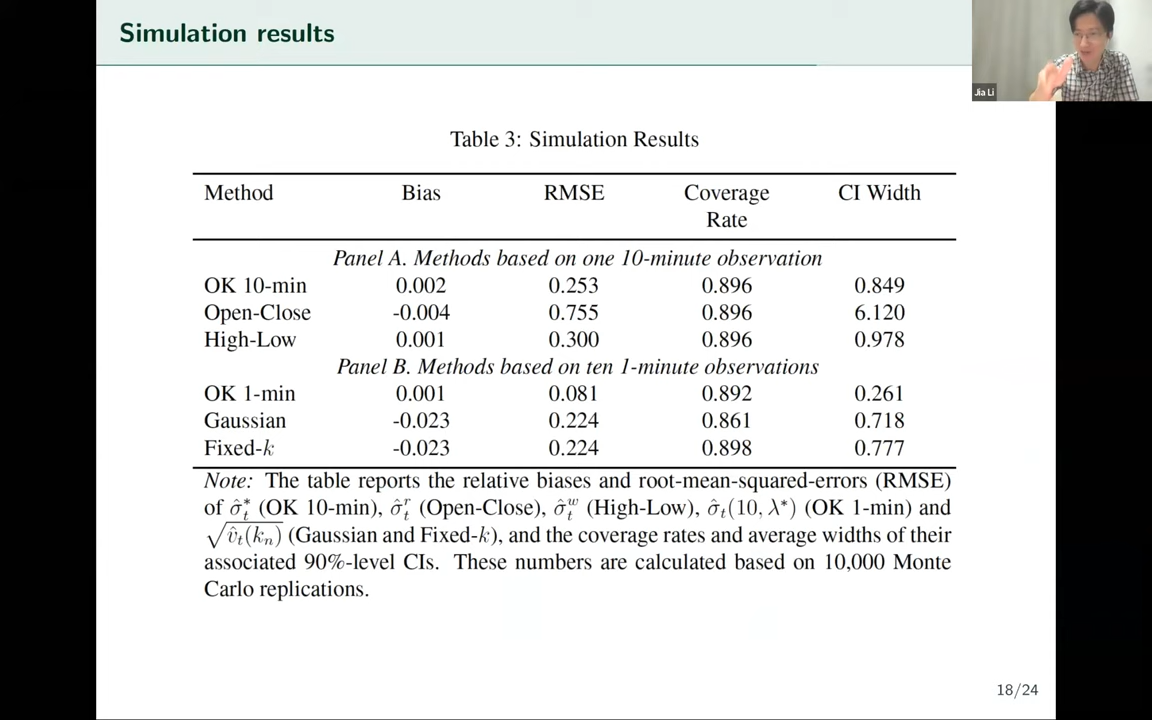 Simulation results
Jia Li
Table 3: Simulation Results
Method Bias RMSE Coverage Rate CI Width
Panel A. Methods based on one 10-minute observation
OK 10-min 0.002 0.253 0.896 0.849
Open-Close -0.004 0.755 0.896 6.120
High-Low 0.001 0.300 0.896 0.978
Panel B. Methods based on ten 1-minute observations
OK 1-min 0.001 0.081 0.892 0.261
Gaussian -0.023 0.224 0.861 0.718
Fixed-k -0.023 0.224 0.898 0.777
Note: The table reports the relative biases and root-mean-squared-errors (RMSE)
of σ̂*ₜ (OK 10-min), σ̂ʳₜ (Open-Close), σ̂ʷₜ (High-Low), σ̂ₜ(10, λ*) (OK 1-min) and
√v̂ₜ(kₙ) (Gaussian and Fixed-k), and the coverage rates and average widths of their
associated 90%-level CIs. These numbers are calculated based on 10,000 Monte
Carlo replications.
18/24